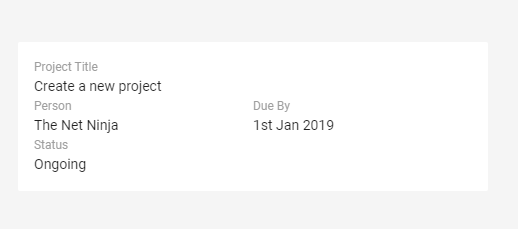 Project Title
Create a new project
Person Due By
The Net Ninja 1st Jan 2019
Status
Ongoing